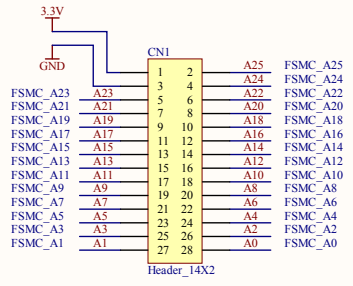 3.3V
GND
CN1
1 2 A25 FSMC_A25
3 4 A24 FSMC_A24
FSMC_A23 A23 5 6 A22 FSMC_A22
FSMC_A21 A21 7 8 A20 FSMC_A20
FSMC_A19 A19 9 10 A18 FSMC_A18
FSMC_A17 A17 11 12 A16 FSMC_A16
FSMC_A15 A15 13 14 A14 FSMC_A14
FSMC_A13 A13 15 16 A12 FSMC_A12
FSMC_A11 A11 17 18 A10 FSMC_A10
FSMC_A9 A9 19 20 A8 FSMC_A8
FSMC_A7 A7 21 22 A6 FSMC_A6
FSMC_A5 A5 23 24 A4 FSMC_A4
FSMC_A3 A3 25 26 A2 FSMC_A2
FSMC_A1 A1 27 28 A0 FSMC_A0
Header_14X2